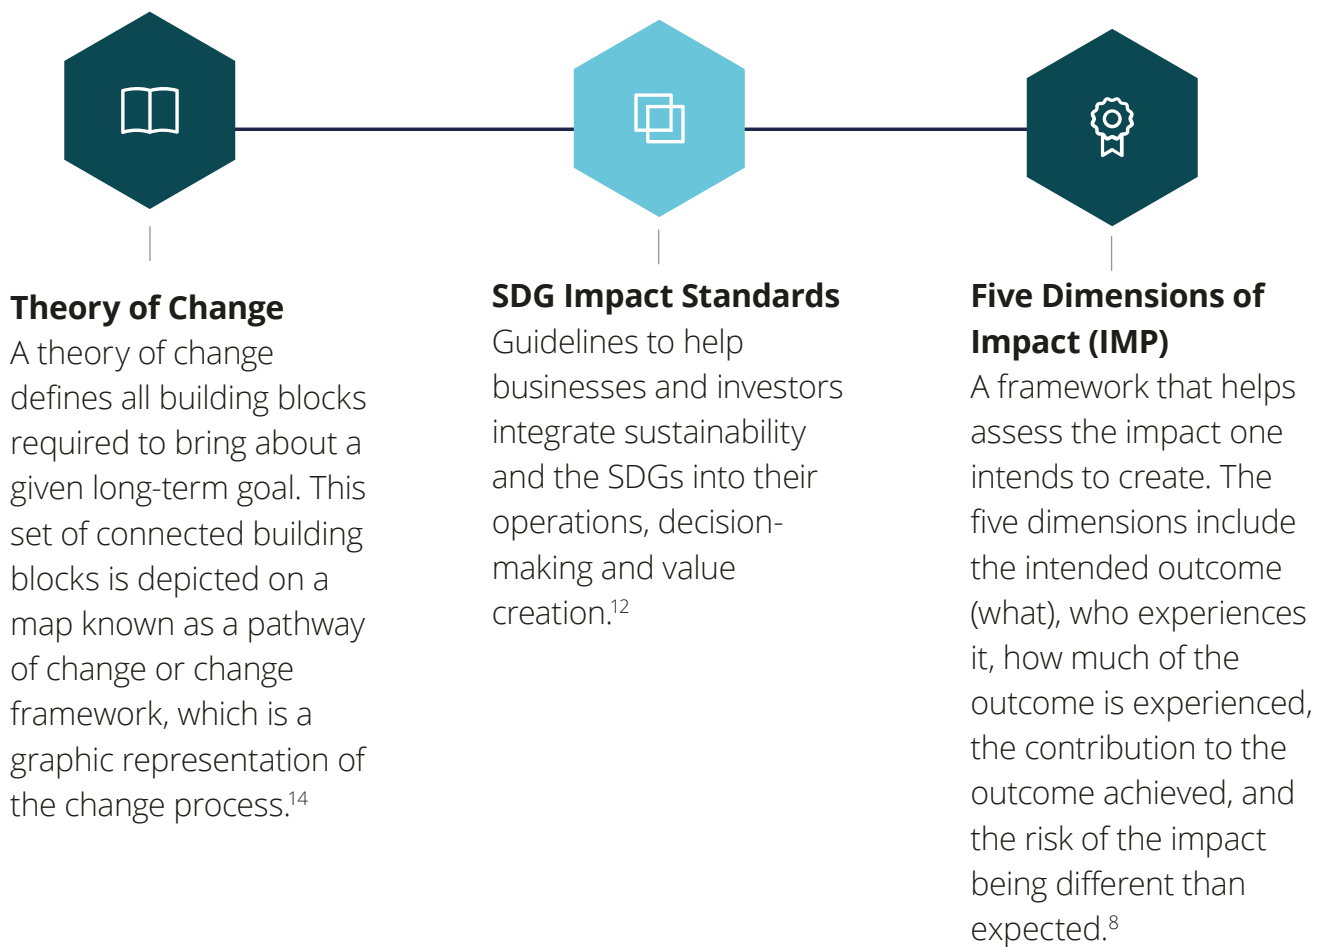 Theory of Change
A theory of change
defines all building blocks
required to bring about a
given long-term goal. This
set of connected building
blocks is depicted on a
map known as a pathway
of change or change
framework, which is a
graphic representation of
the change process.14
SDG Impact Standards
Guidelines to help
businesses and investors
integrate sustainability
and the SDGs into their
operations, decision-
making and value
creation.12
Five Dimensions of
Impact (IMP)
A framework that helps
assess the impact one
intends to create. The
five dimensions include
the intended outcome
(what), who experiences
it, how much of the
outcome is experienced,
the contribution to the
outcome achieved, and
the risk of the impact
being different than
expected.8